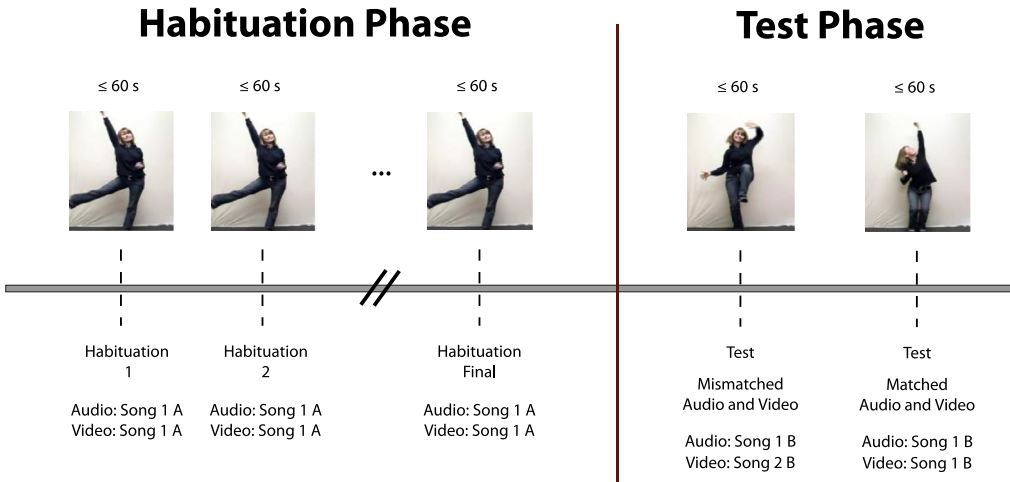 Habituation Phase
Test Phase
≤ 60 s
≤ 60 s
≤ 60 s
≤ 60 s
≤ 60 s
...
Habituation
1
Audio: Song 1 A
Video: Song 1 A
Habituation
2
Audio: Song 1 A
Video: Song 1 A
Habituation
Final
Audio: Song 1 A
Video: Song 1 A
Test
Mismatched
Audio and Video
Audio: Song 1 B
Video: Song 2 B
Test
Matched
Audio and Video
Audio: Song 1 B
Video: Song 1 B